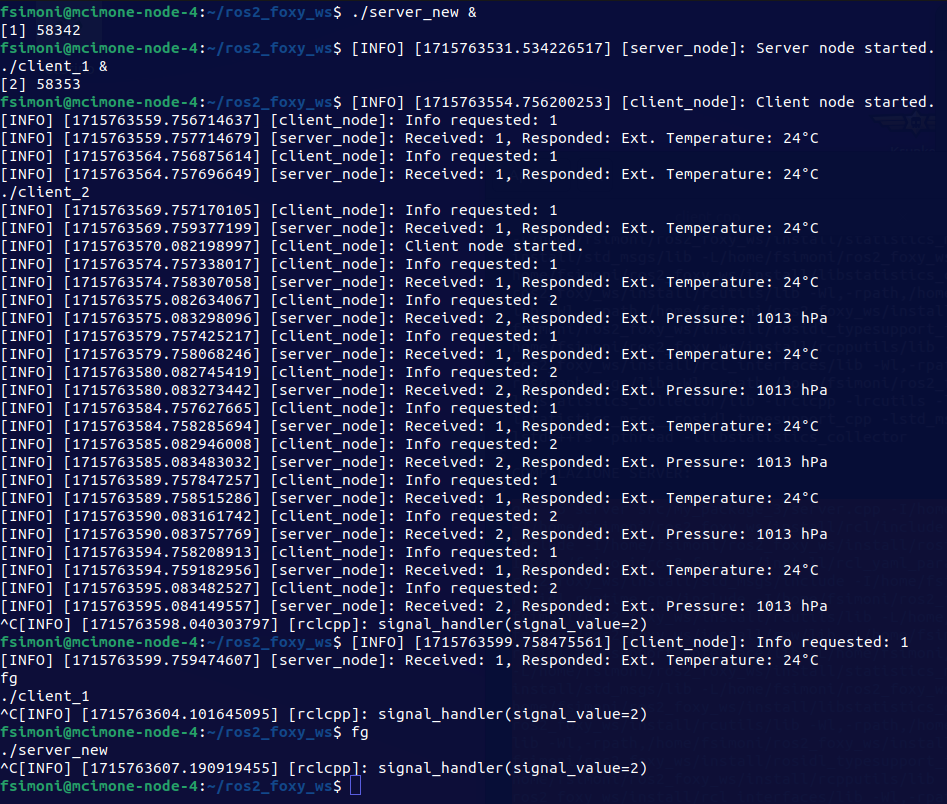 fsimoni@mcimone-node-4:~/ros2_foxy_ws$ ./server_new &
[1] 58342
fsimoni@mcimone-node-4:~/ros2_foxy_ws$ [INFO] [1715763531.534226517] [server_node]: Server node started.
./client_1 &
[2] 58353
fsimoni@mcimone-node-4:~/ros2_foxy_ws$ [INFO] [1715763554.756200253] [client_node]: Client node started.
[INFO] [1715763559.756714637] [client_node]: Info requested: 1
[INFO] [1715763559.757714679] [server_node]: Received: 1, Responded: Ext. Temperature: 24°C
[INFO] [1715763564.756875614] [client_node]: Info requested: 1
[INFO] [1715763564.757696649] [server_node]: Received: 1, Responded: Ext. Temperature: 24°C
./client_2
[INFO] [1715763569.757170105] [client_node]: Info requested: 1
[INFO] [1715763569.759377199] [server_node]: Received: 1, Responded: Ext. Temperature: 24°C
[INFO] [1715763570.082198997] [client_node]: Client node started.
[INFO] [1715763574.757338017] [client_node]: Info requested: 1
[INFO] [1715763574.758307058] [server_node]: Received: 1, Responded: Ext. Temperature: 24°C
[INFO] [1715763575.082634067] [client_node]: Info requested: 2
[INFO] [1715763575.083298096] [server_node]: Received: 2, Responded: Ext. Pressure: 1013 hPa
[INFO] [1715763579.757425217] [client_node]: Info requested: 1
[INFO] [1715763579.758068246] [server_node]: Received: 1, Responded: Ext. Temperature: 24°C
[INFO] [1715763580.082745419] [client_node]: Info requested: 2
[INFO] [1715763580.083273442] [server_node]: Received: 2, Responded: Ext. Pressure: 1013 hPa
[INFO] [1715763584.757627665] [client_node]: Info requested: 1
[INFO] [1715763584.758285694] [server_node]: Received: 1, Responded: Ext. Temperature: 24°C
[INFO] [1715763585.082946008] [client_node]: Info requested: 2
[INFO] [1715763585.083483032] [server_node]: Received: 2, Responded: Ext. Pressure: 1013 hPa
[INFO] [1715763589.757847257] [client_node]: Info requested: 1
[INFO] [1715763589.758515286] [server_node]: Received: 1, Responded: Ext. Temperature: 24°C
[INFO] [1715763590.083161742] [client_node]: Info requested: 2
[INFO] [1715763590.083757769] [server_node]: Received: 2, Responded: Ext. Pressure: 1013 hPa
[INFO] [1715763594.758208913] [client_node]: Info requested: 1
[INFO] [1715763594.759182956] [server_node]: Received: 1, Responded: Ext. Temperature: 24°C
[INFO] [1715763595.083482527] [client_node]: Info requested: 2
[INFO] [1715763595.084149557] [server_node]: Received: 2, Responded: Ext. Pressure: 1013 hPa
^C[INFO] [1715763598.040303797] [rclcpp]: signal_handler(signal_value=2)
fsimoni@mcimone-node-4:~/ros2_foxy_ws$ [INFO] [1715763599.758475561] [client_node]: Info requested: 1
[INFO] [1715763599.759474607] [server_node]: Received: 1, Responded: Ext. Temperature: 24°C
fg
./client_1
^C[INFO] [1715763604.101645095] [rclcpp]: signal_handler(signal_value=2)
fsimoni@mcimone-node-4:~/ros2_foxy_ws$ fg
./server_new
^C[INFO] [1715763607.190919455] [rclcpp]: signal_handler(signal_value=2)
fsimoni@mcimone-node-4:~/ros2_foxy_ws$